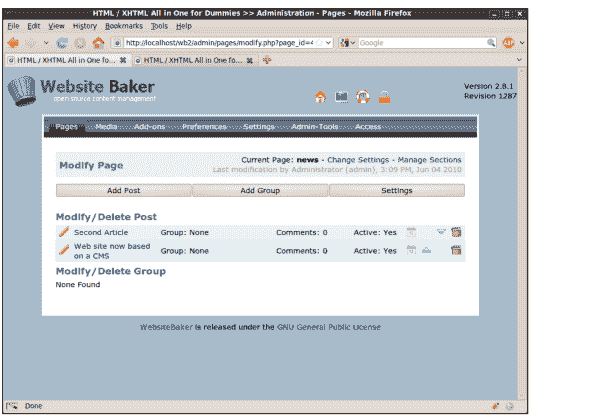 HTML / XHTML All in One for Dummies >> Administration - Pages - Mozilla Firefox
File Edit View History Bookmarks Tools Help
http://localhost/wb2/admin/pages/modify.php?page_id=4 Google ABP
HTML / XHTML All in One fo... HTML / XHTML All in One fo...
Website Baker
open source content management
Version 2.8.1
Revision 1287
Pages Media Add-ons Preferences Settings Admin-Tools Access
Modify Page
Current Page: news - Change Settings - Manage Sections
Last modification by Administrator (admin), 3:09 PM, Jun 04 2010
Add Post Add Group Settings
Modify/Delete Post
Second Article Group: None Comments: 0 Active: Yes
Web site now based on a CMS Group: None Comments: 0 Active: Yes
Modify/Delete Group
None Found
WebsiteBaker is released under the GNU General Public License
Done